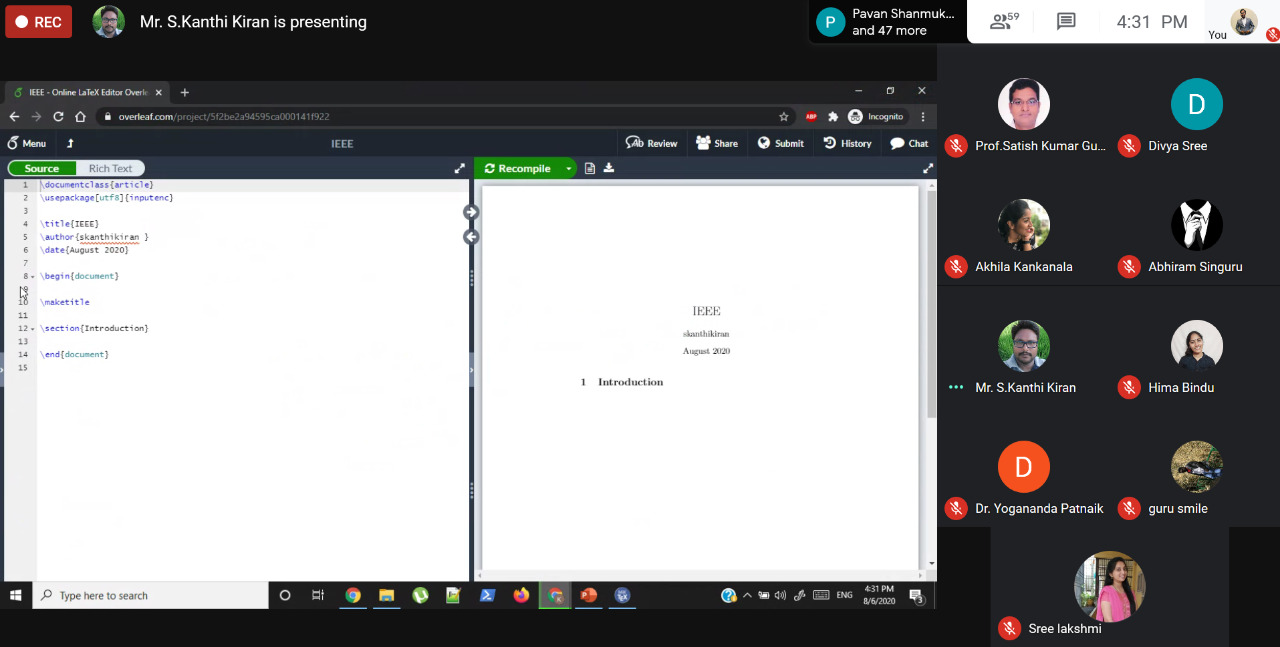 REC
Mr. S.Kanthi Kiran is presenting
P
Pavan Shanmuk...
and 47 more
59
4:31 PM
You
IEEE - Online LaTeX Editor Overle
overleaf.com/project/5f2be2a94595ca000141f922
ABP
Incognito
Menu
IEEE
Review
Share
Submit
History
Chat
Source
Rich Text
Recompile
1 \documentclass{article}
2 \usepackage[utf8]{inputenc}
3
4 \title{IEEE}
5 \author{skanthikiran }
6 \date{August 2020}
7
8 \begin{document}
9
10 \maketitle
11
12 \section{Introduction}
13
14 \end{document}
15
IEEE
skanthikiran
August 2020
1 Introduction
Type here to search
ENG
4:31 PM
8/6/2020
3
Prof.Satish Kumar Gu...
D
Divya Sree
Akhila Kankanala
Abhiram Singuru
Mr. S.Kanthi Kiran
Hima Bindu
D
Dr. Yogananda Patnaik
guru smile
Sree lakshmi